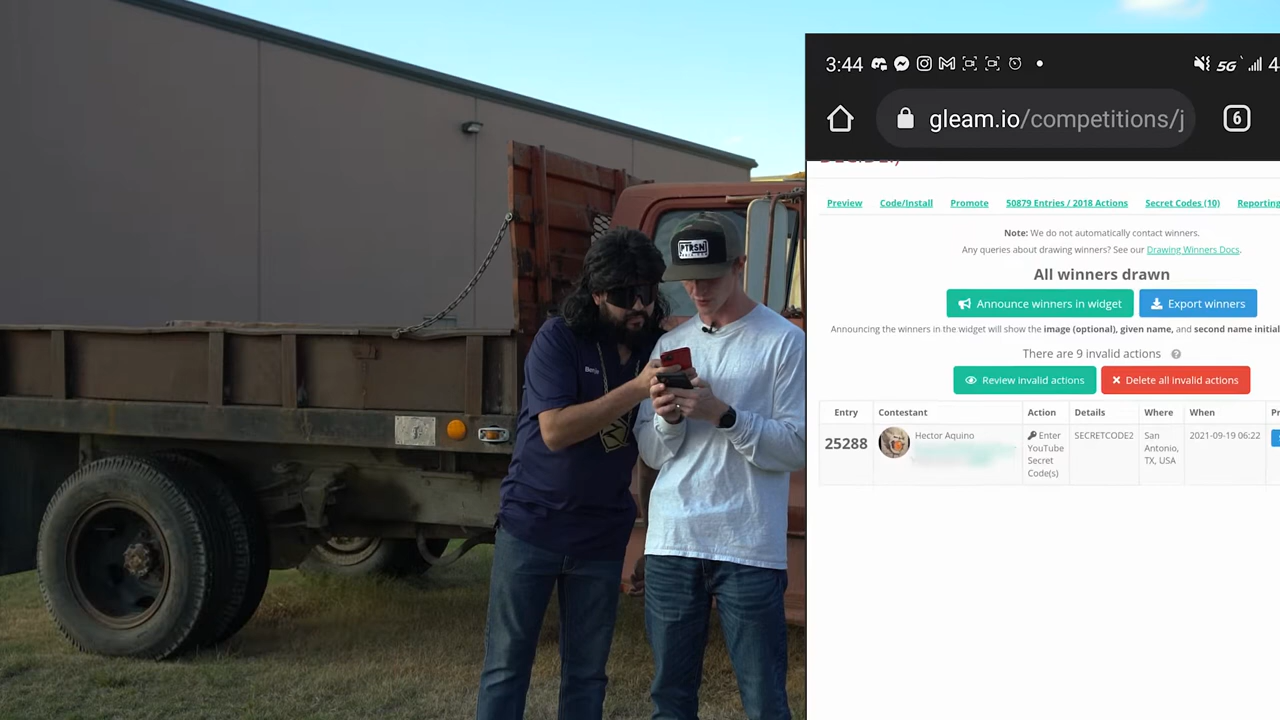 3:44
5G
4
gleam.io/competitions/j
6
Preview
Code/Install
Promote
50879 Entries / 2018 Actions
Secret Codes (10)
Reporting
Note: We do not automatically contact winners.
Any queries about drawing winners? See our Drawing Winners Docs.
All winners drawn
Announce winners in widget
Export winners
Announcing the winners in the widget will show the image (optional), given name, and second name initial
There are 9 invalid actions
Review invalid actions
Delete all invalid actions
Entry
Contestant
Action
Details
Where
When
25288
Hector Aquino
Enter
YouTube
Secret
Code(s)
SECRETCODE2
San
Antonio,
TX, USA
2021-09-19 06:22
PTRSN